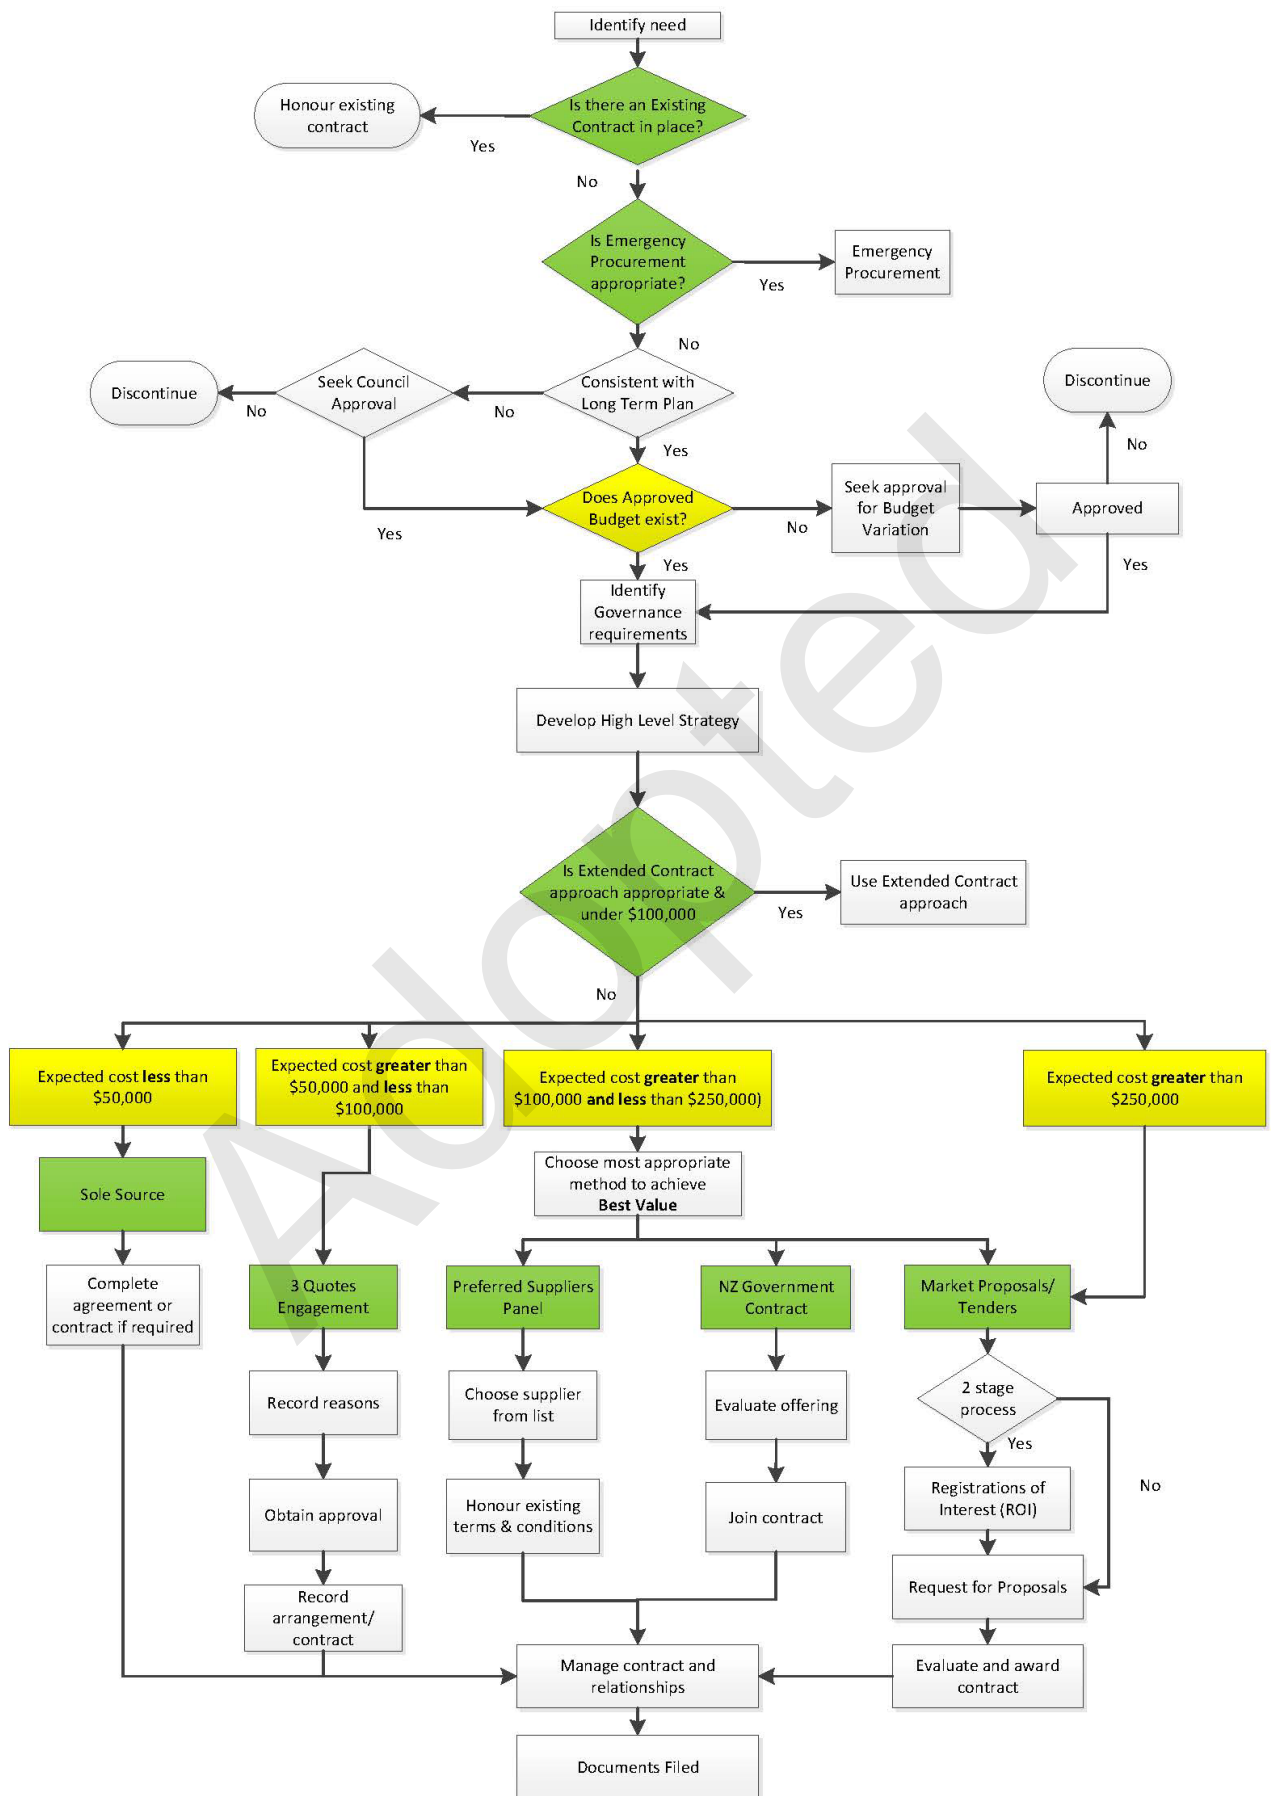 Identify need
Is there an Existing
Contract in place?
Honour existing
contract
Yes
No
Is Emergency
Procurement
appropriate?
Emergency
Procurement
Yes
No
Consistent with
Long Term Plan
Seek Council
Approval
Discontinue
No
No
Discontinue
No
Yes
Does Approved
Budget exist?
Seek approval
for Budget
Variation
Approved
No
Yes
Yes
Yes
Identify
Governance
requirements
Develop High Level Strategy
Is Extended Contract
approach appropriate &
under $100,000
Use Extended Contract
approach
Yes
No
Expected cost less than
$50,000
Expected cost greater than
$50,000 and less than
$100,000
Expected cost greater than
$100,000 and less than $250,000)
Expected cost greater than
$250,000
Sole Source
Choose most appropriate
method to achieve
Best Value
Complete
agreement or
contract if required
3 Quotes
Engagement
Preferred Suppliers
Panel
NZ Government
Contract
Market Proposals/
Tenders
Record reasons
Choose supplier
from list
Evaluate offering
2 stage
process
Yes
No
Obtain approval
Honour existing
terms & conditions
Join contract
Registrations of
Interest (ROI)
Request for Proposals
Record
arrangement/
contract
Manage contract and
relationships
Evaluate and award
contract
Documents Filed
Adopted